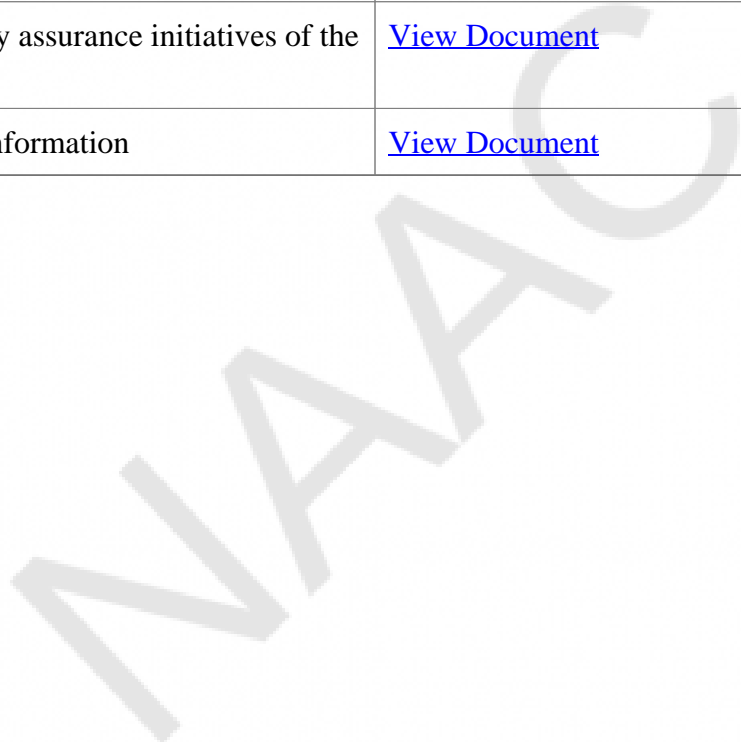 y assurance initiatives of the View Document
nformation View Document
NAAC